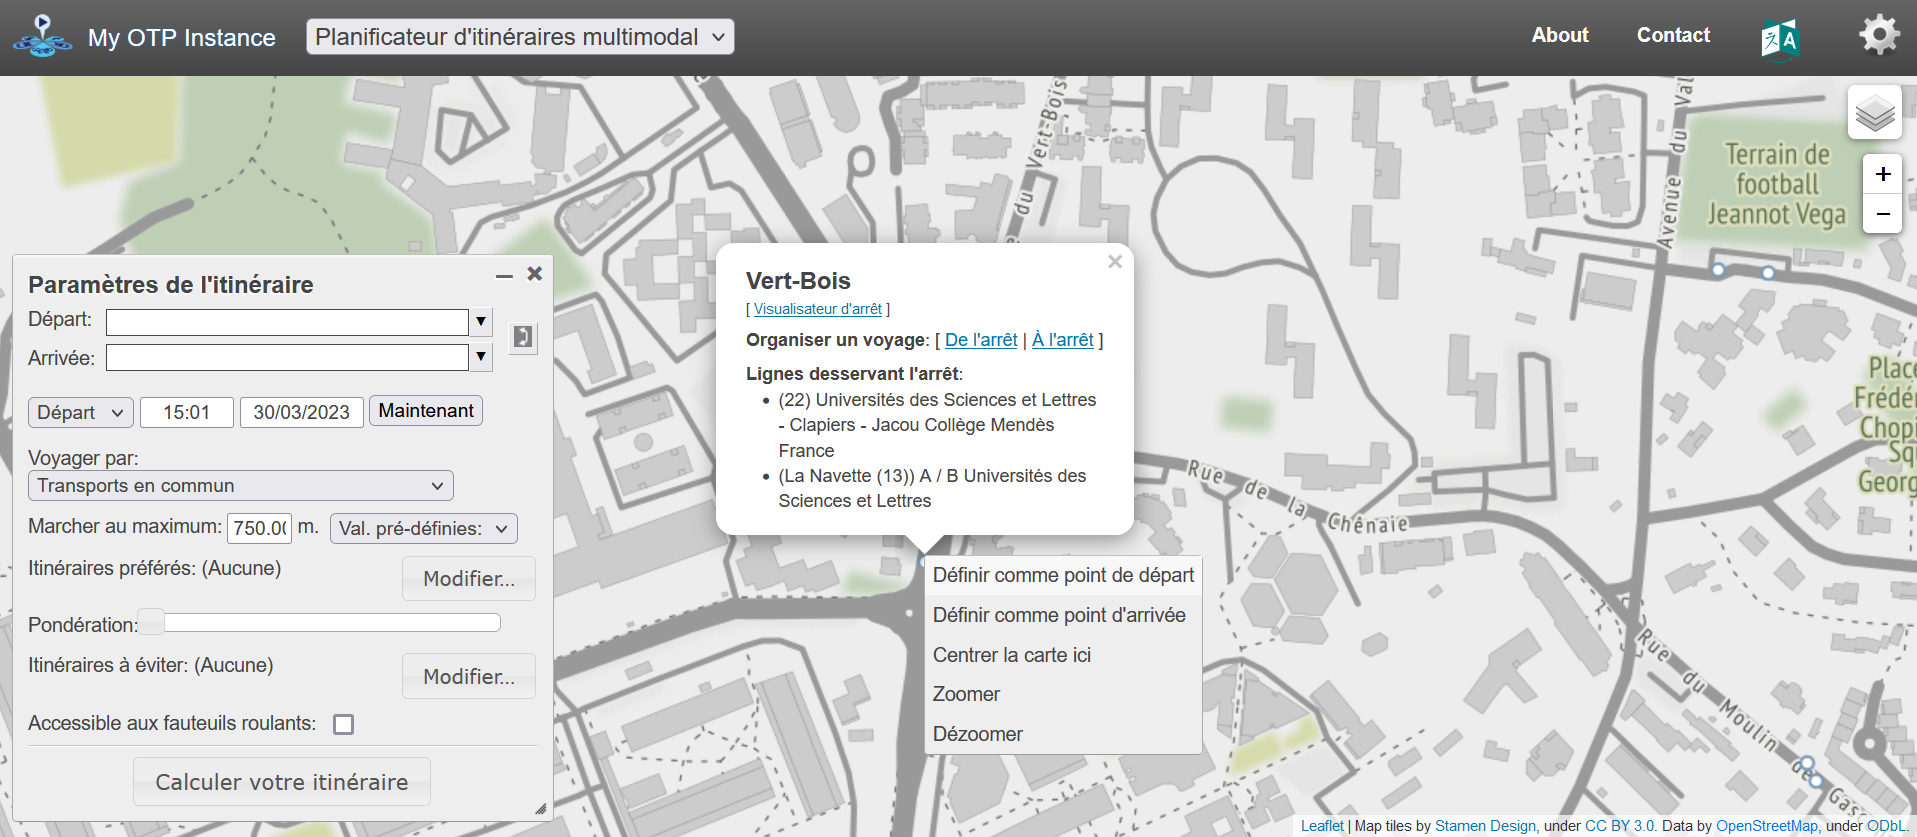 My OTP Instance
Planificateur d'itinéraires multimodal
About
Contact
A
Paramètres de l'itinéraire
Départ:
Arrivée:
Départ
15:01
30/03/2023
Maintenant
Voyager par:
Transports en commun
Marcher au maximum: 750.00 m. Val. pré-définies:
Itinéraires préférés: (Aucune)
Modifier...
Pondération:
Itinéraires à éviter: (Aucune)
Modifier...
Accessible aux fauteuils roulants:
Calculer votre itinéraire
Vert-Bois
[ Visualisateur d'arrêt ]
Organiser un voyage: [ De l'arrêt | À l'arrêt ]
Lignes desservant l'arrêt:
• (22) Universités des Sciences et Lettres
- Clapiers - Jacou Collège Mendès
France
• (La Navette (13)) A / B Universités des
Sciences et Lettres
Définir comme point de départ
Définir comme point d'arrivée
Centrer la carte ici
Zoomer
Dézoomer
du Vert-Bois
Avenue du Val
Terrain de
football
Jeannot Vega
+
−
Rue de la Chênaie
Place
Frédér
Chopi
Sq
Georg
Rue du Moulin de Gasc
Leaflet | Map tiles by Stamen Design, under CC BY 3.0. Data by OpenStreetMap, under ODbL.